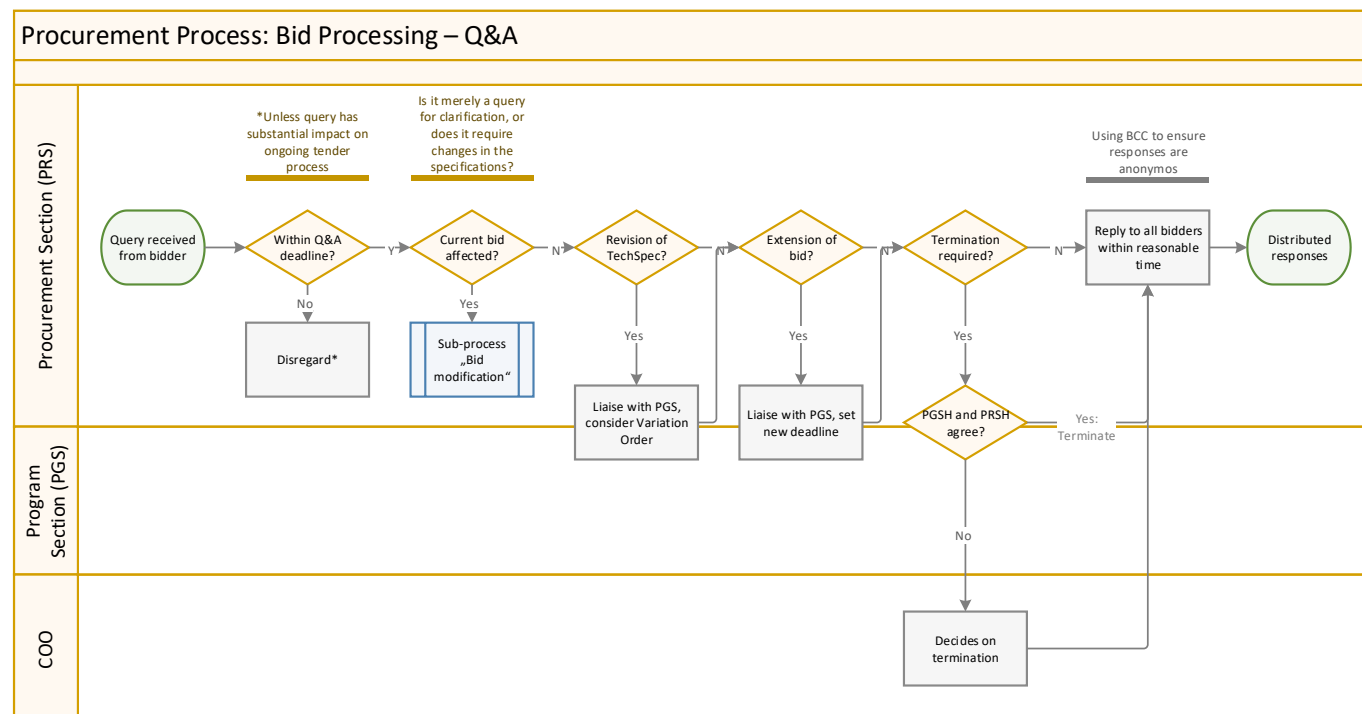 Procurement Process: Bid Processing – Q&A
Procurement Section (PRS)
*Unless query has
substantial impact on
ongoing tender
process
Is it merely a query
for clarification, or
does it require
changes in the
specifications?
Using BCC to ensure
responses are
anonymos
Query received
from bidder
Within Q&A
deadline?
Y
Current bid
affected?
N
Revision of
TechSpec?
N
Extension of
bid?
N
Termination
required?
N
Reply to all bidders
within reasonable
time
Distributed
responses
No
Yes
Yes
Yes
Yes
Disregard*
Sub-process
„Bid
modification“
Liaise with PGS,
consider Variation
Order
Liaise with PGS, set
new deadline
PGSH and PRSH
agree?
Yes:
Terminate
Program
Section (PGS)
No
COO
Decides on
termination